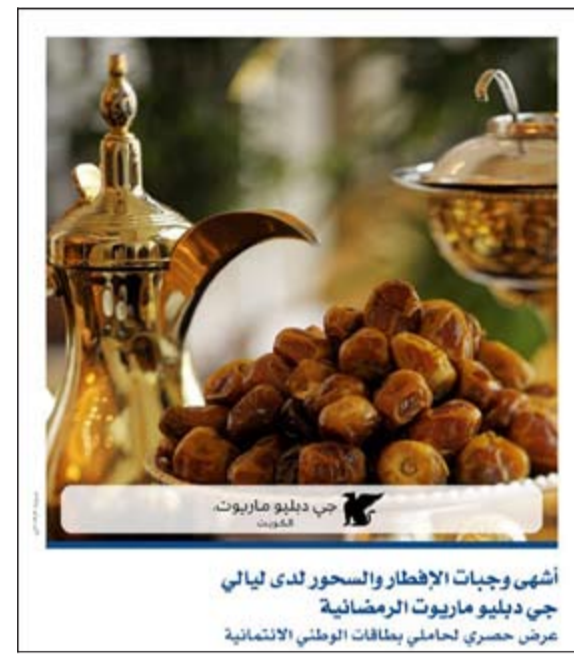 جي دبليو ماريوت.
الكويت
أشهى وجبات الإفطار والسحور لدى ليالي
جي دبليو ماريوت الرمضانية
عرض حصري لحاملي بطاقات الوطني الائتمانية